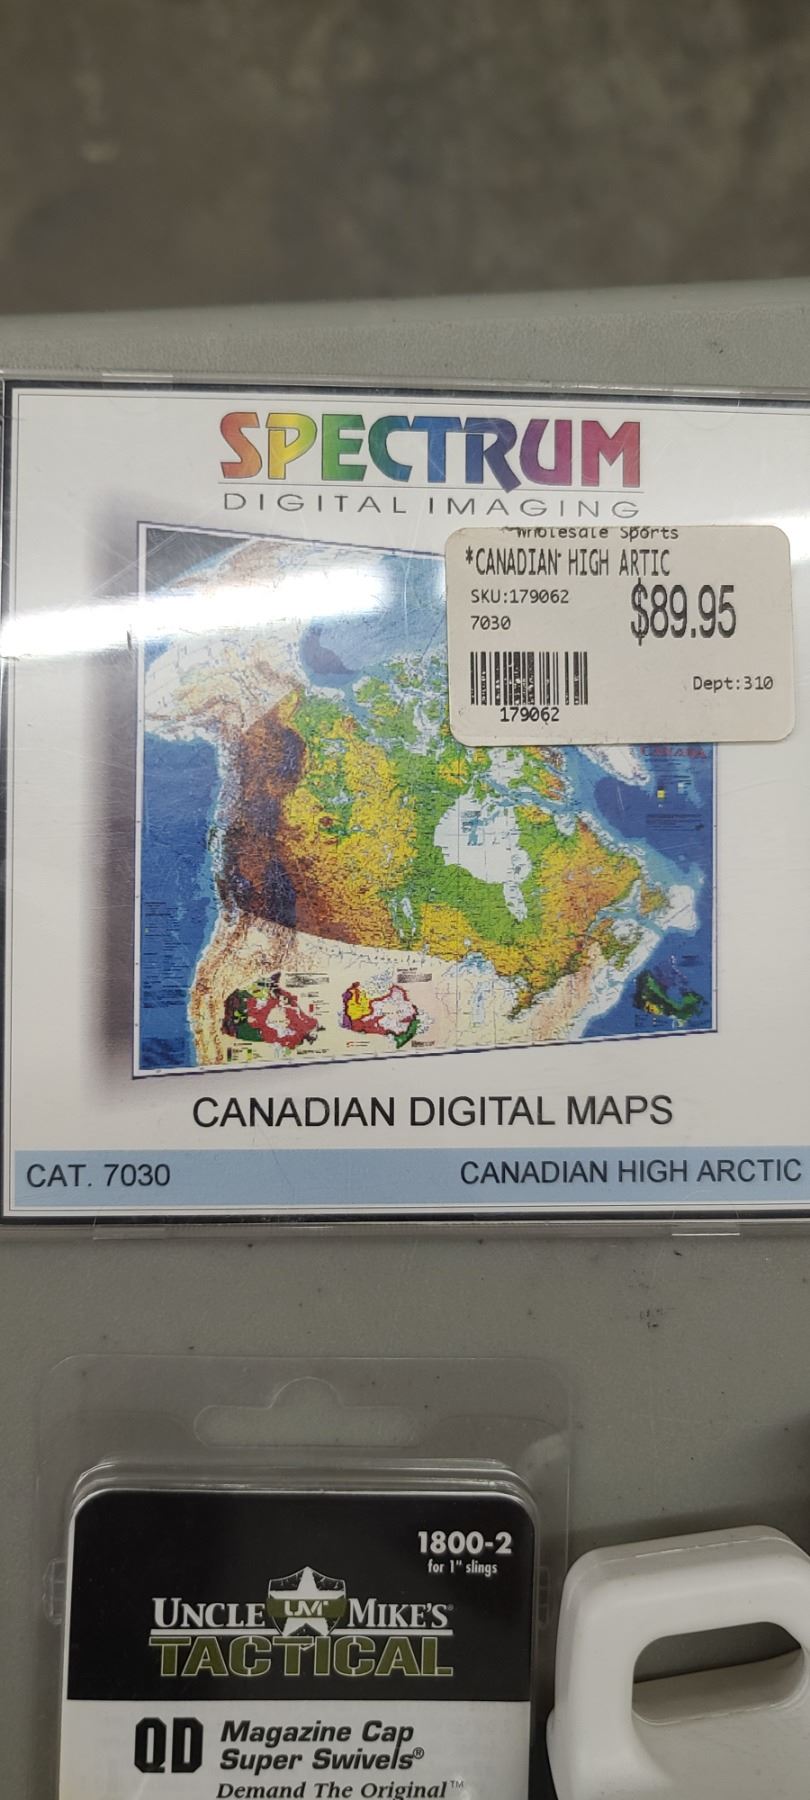 SPECTRUM
DIGITAL IMAGING
Wholesale Sports
*CANADIAN HIGH ARTIC
SKU:179062
$89.95
7030
Dept:310
179062
CANADIAN DIGITAL MAPS
CAT. 7030
CANADIAN HIGH ARCTIC
1800-2
for 1" slings
UNCLE UM MIKE'S®
TACTICAL
QD Magazine Cap
Super Swivels®
Demand The Original™